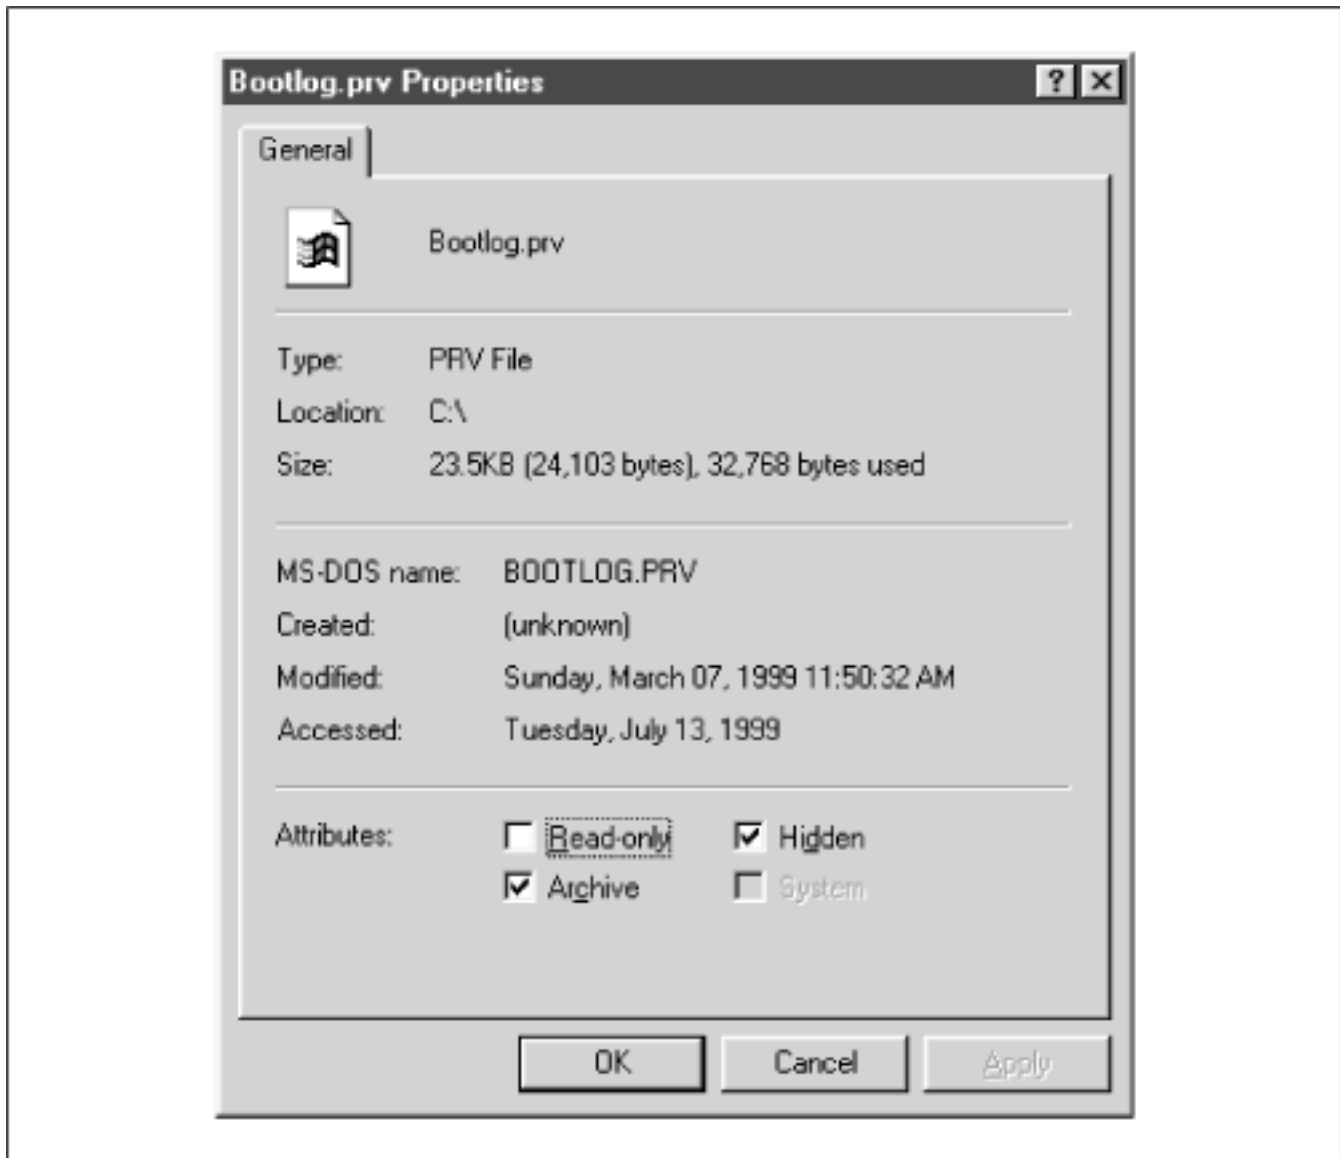 Bootlog.prv Properties
General
Bootlog.prv
Type: PRV File
Location: C:\
Size: 23.5KB (24,103 bytes), 32,768 bytes used
MS-DOS name: BOOTLOG.PRV
Created: (unknown)
Modified: Sunday, March 07, 1999 11:50:32 AM
Accessed: Tuesday, July 13, 1999
Attributes: Read-only Hidden
Archive System
OK Cancel Apply